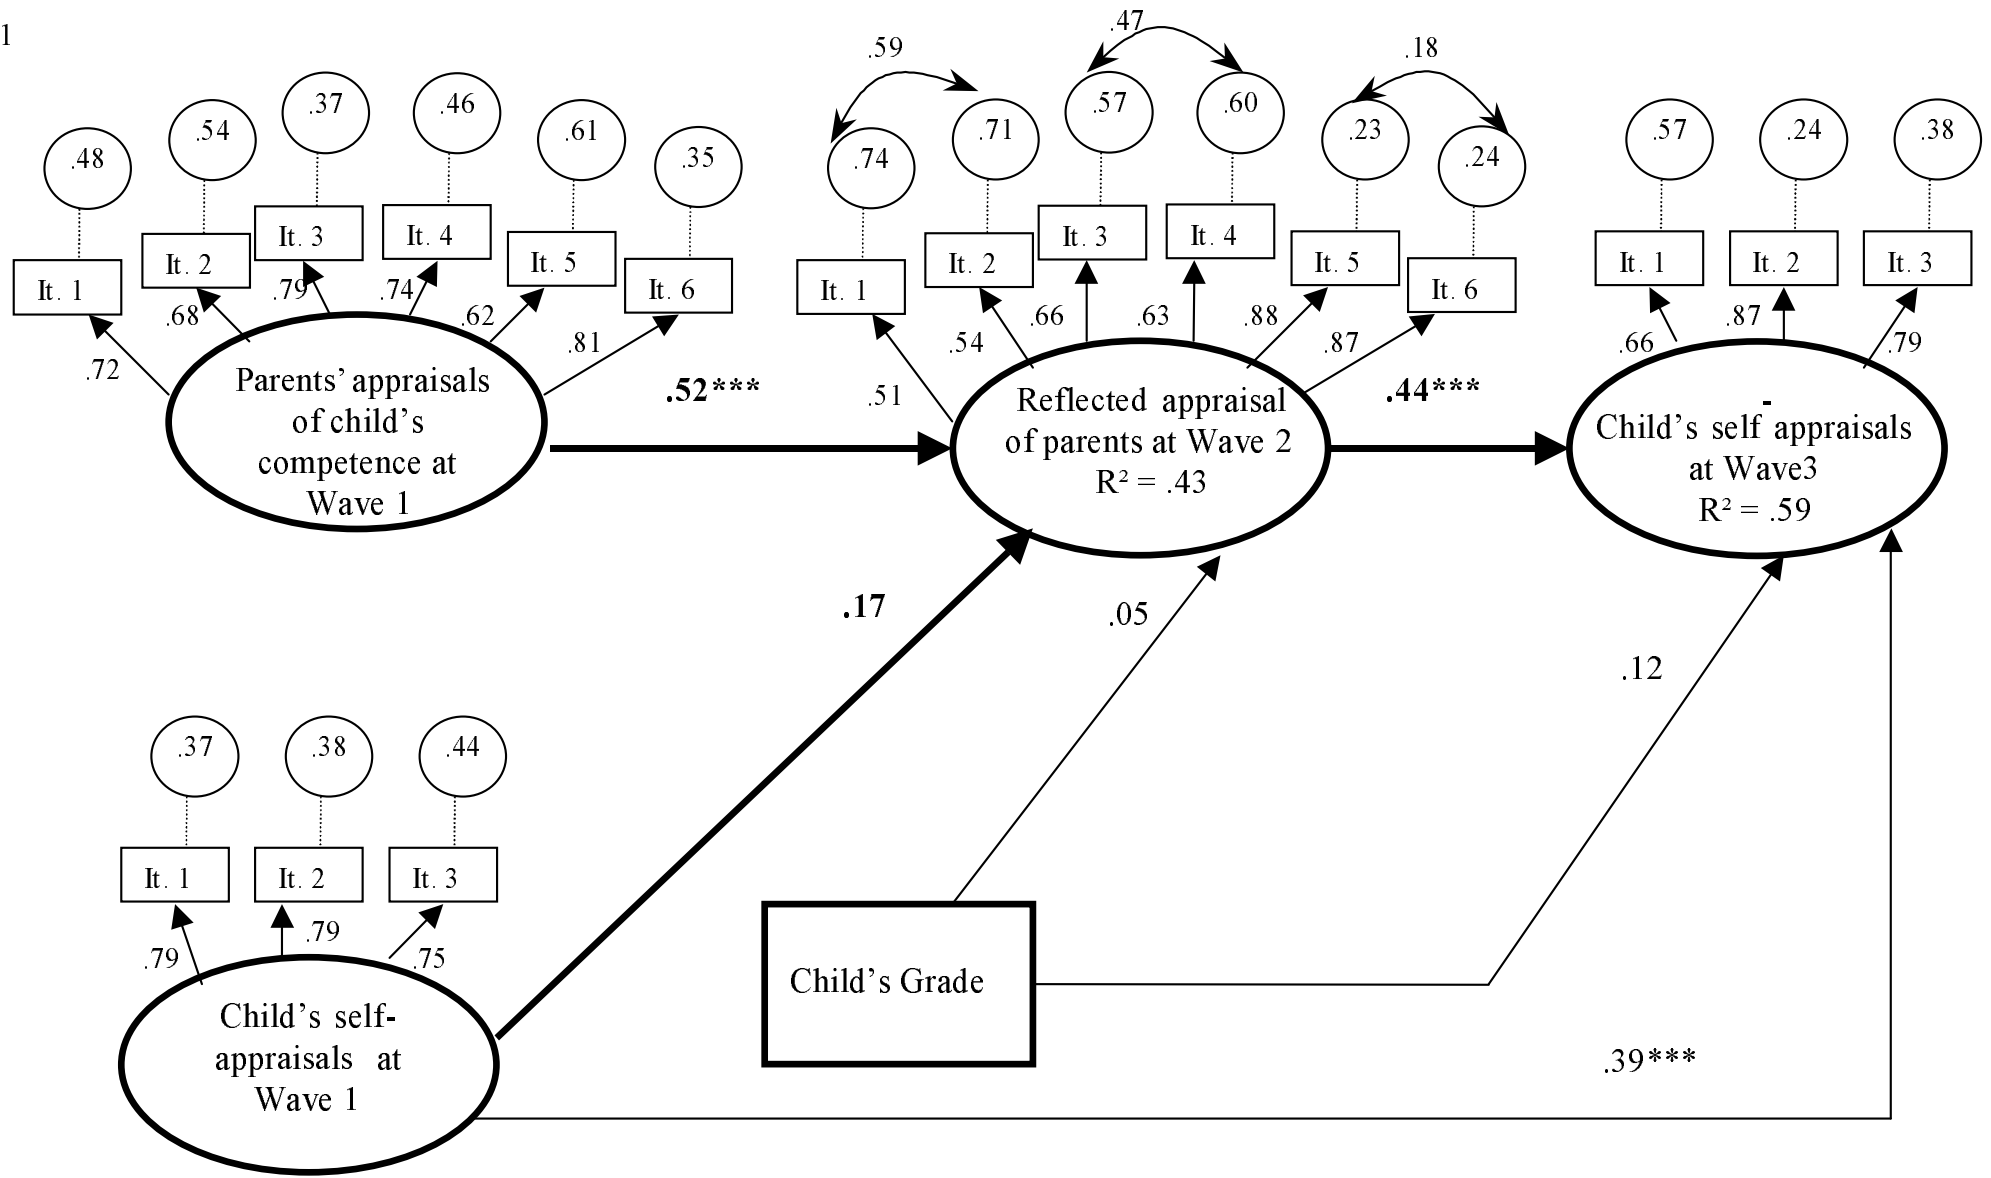 1
.59
.47
.18
.48
.54
.37
.46
.61
.35
.74
.71
.57
.60
.23
.24
.57
.24
.38
It. 1
It. 2
It. 3
It. 4
It. 5
It. 6
It. 1
It. 2
It. 3
It. 4
It. 5
It. 6
It. 1
It. 2
It. 3
.72
.68
.79
.74
.62
.81
.51
.54
.66
.63
.88
.87
.66
.87
.79
Parents’ appraisals
of child’s
competence at
Wave 1
.52***
Reflected appraisal
of parents at Wave 2
R² = .43
.44***
Child’s self-appraisals
at Wave3
R² = .59
.17
.05
.12
.37
.38
.44
It. 1
It. 2
It. 3
.79
.79
.75
Child’s self-
appraisals at
Wave 1
Child’s Grade
.39***